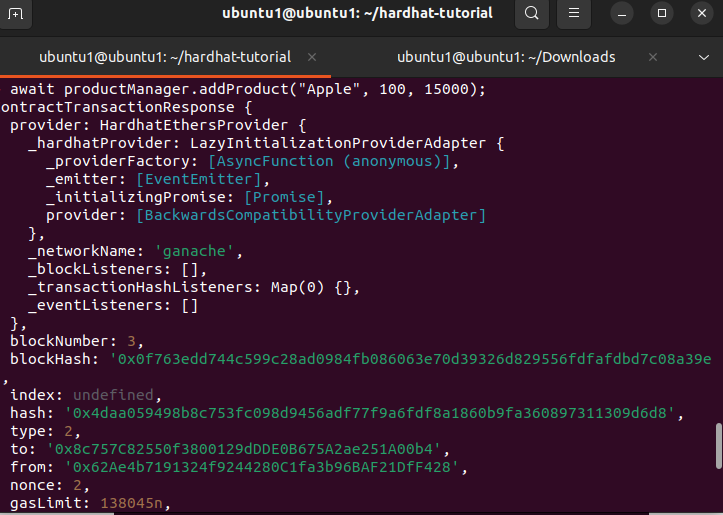 ubuntu1@ubuntu1: ~/hardhat-tutorial
ubuntu1@ubuntu1: ~/hardhat-tutorial × ubuntu1@ubuntu1: ~/Downloads ×
await productManager.addProduct("Apple", 100, 15000);
ontractTransactionResponse {
provider: HardhatEthersProvider {
_hardhatProvider: LazyInitializationProviderAdapter {
_providerFactory: [AsyncFunction (anonymous)],
_emitter: [EventEmitter],
_initializingPromise: [Promise],
provider: [BackwardsCompatibilityProviderAdapter]
},
_networkName: 'ganache',
_blockListeners: [],
_transactionHashListeners: Map(0) {},
_eventListeners: []
},
blockNumber: 3,
blockHash: '0x0f763edd744c599c28ad0984fb086063e70d39326d829556fdfafdbd7c08a39e
,
index: undefined,
hash: '0x4daa059498b8c753fc098d9456adf77f9a6fdf8a1860b9fa360897311309d6d8',
type: 2,
to: '0x8c757C82550f3800129dDDE0B675A2ae251A00b4',
from: '0x62Ae4b7191324f9244280C1fa3b96BAF21DfF428',
nonce: 2,
gasLimit: 138045n,